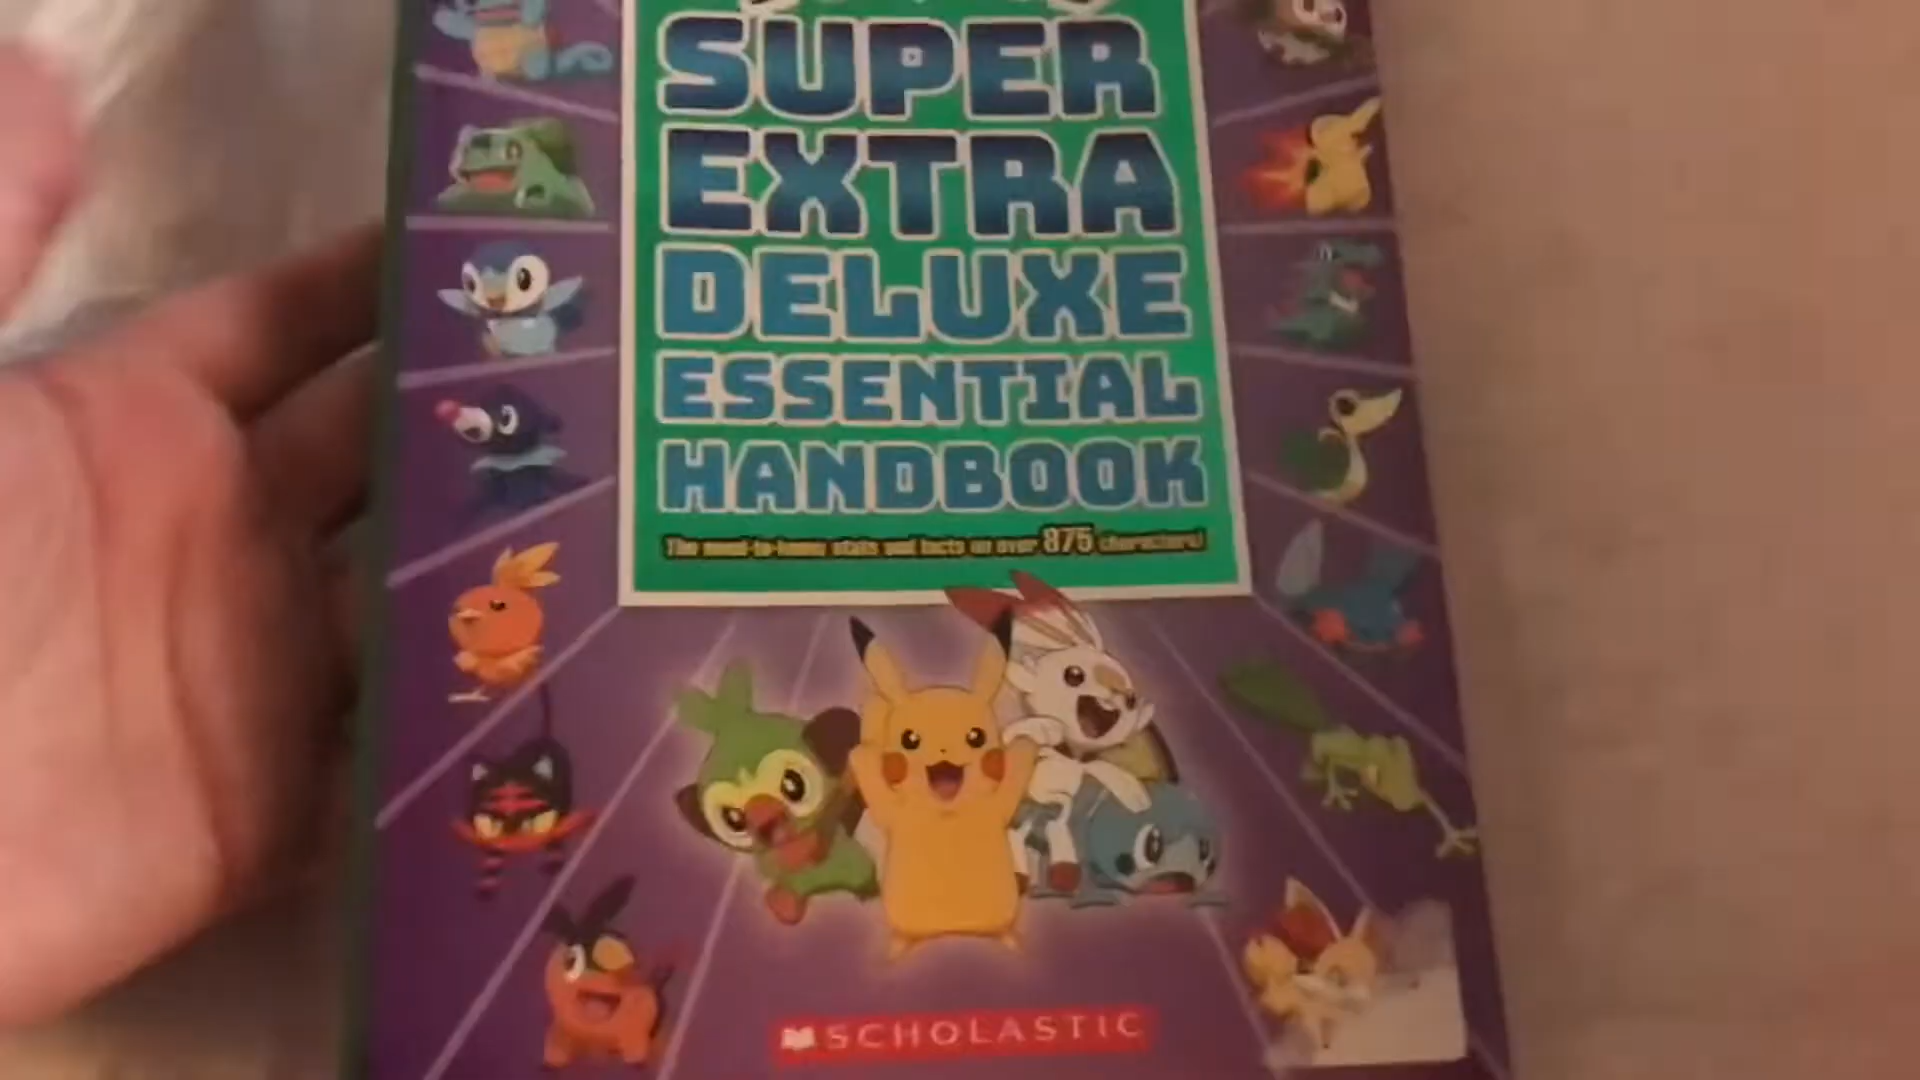 SUPER
EXTRA
DELUXE
ESSENTIAL
HANDBOOK
The need-to-know stats and facts on over 875 characters!
SCHOLASTIC